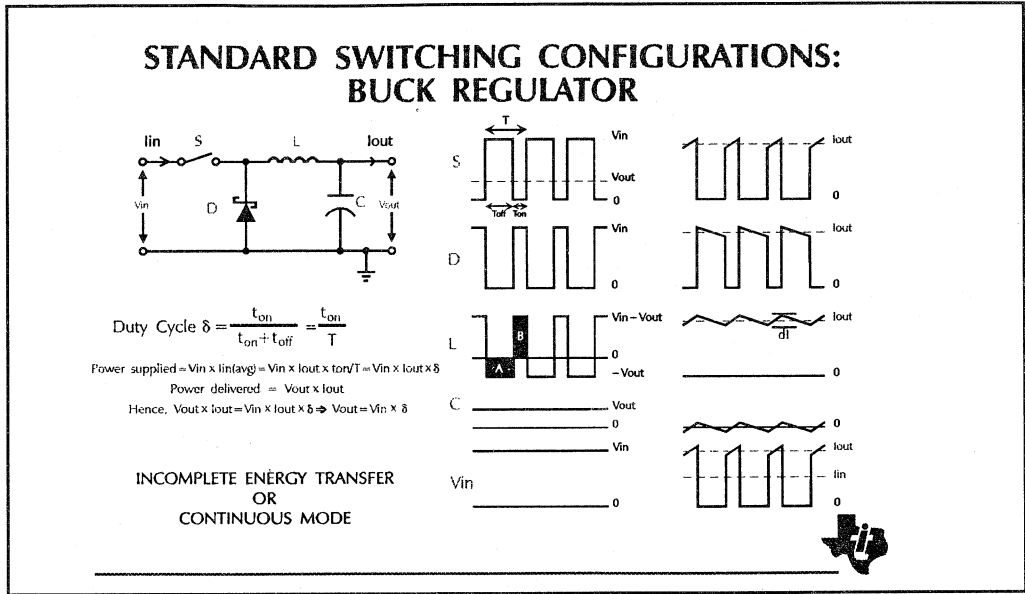 STANDARD SWITCHING CONFIGURATIONS:
BUCK REGULATOR
Iin S L Iout
Vin D C Vout
Duty Cycle δ = ton / (ton+toff) = ton / T
Power supplied = Vin x Iin(avg) = Vin x Iout x ton/T = Vin x Iout x δ
Power delivered = Vout x Iout
Hence, Vout x Iout = Vin x Iout x δ ⇒ Vout = Vin x δ
INCOMPLETE ENERGY TRANSFER
OR
CONTINUOUS MODE
T
S Vin Iout
Vout
0 0
Toff Ton
D Vin Iout
0 0
L Vin – Vout Iout
B dI
A 0
–Vout 0
C Vout
0 0
Vin Vin Iout
Iin
0 0
i